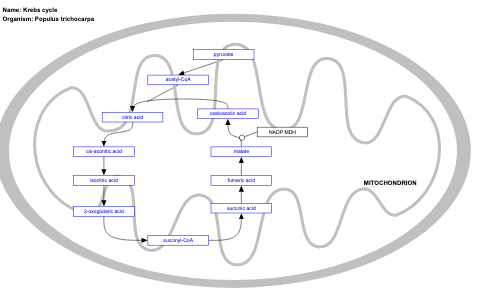 Name: Krebs cycle
Organism: Populus trichocarpa
pyruvate
acetyl-CoA
citric acid
oxaloacetic acid
NADP MDH
cis-aconitic acid
malate
isocitric acid
fumaric acid
MITOCHONDRION
2-oxoglutaric acid
succinic acid
succinyl-CoA